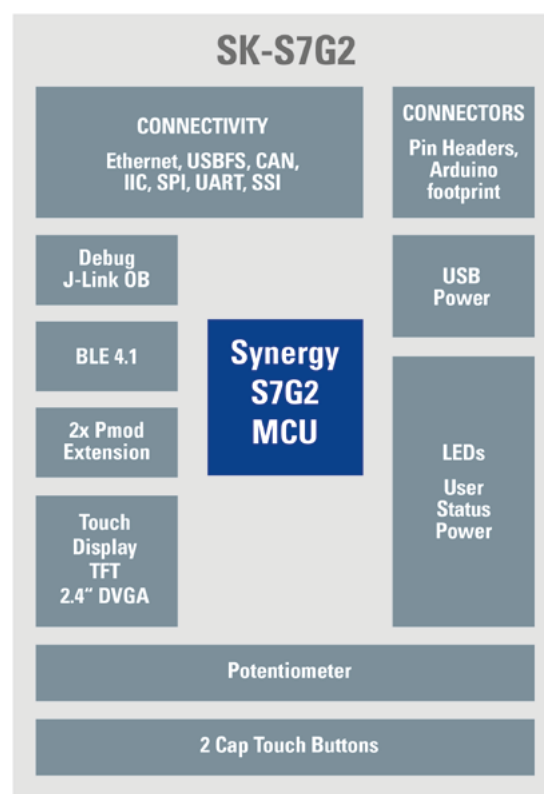 SK-S7G2
CONNECTIVITY
Ethernet, USBFS, CAN,
IIC, SPI, UART, SSI
CONNECTORS
Pin Headers,
Arduino
footprint
Debug
J-Link OB
USB
Power
BLE 4.1
Synergy
S7G2
MCU
2x Pmod
Extension
LEDs
User
Status
Power
Touch
Display
TFT
2.4“ DVGA
Potentiometer
2 Cap Touch Buttons